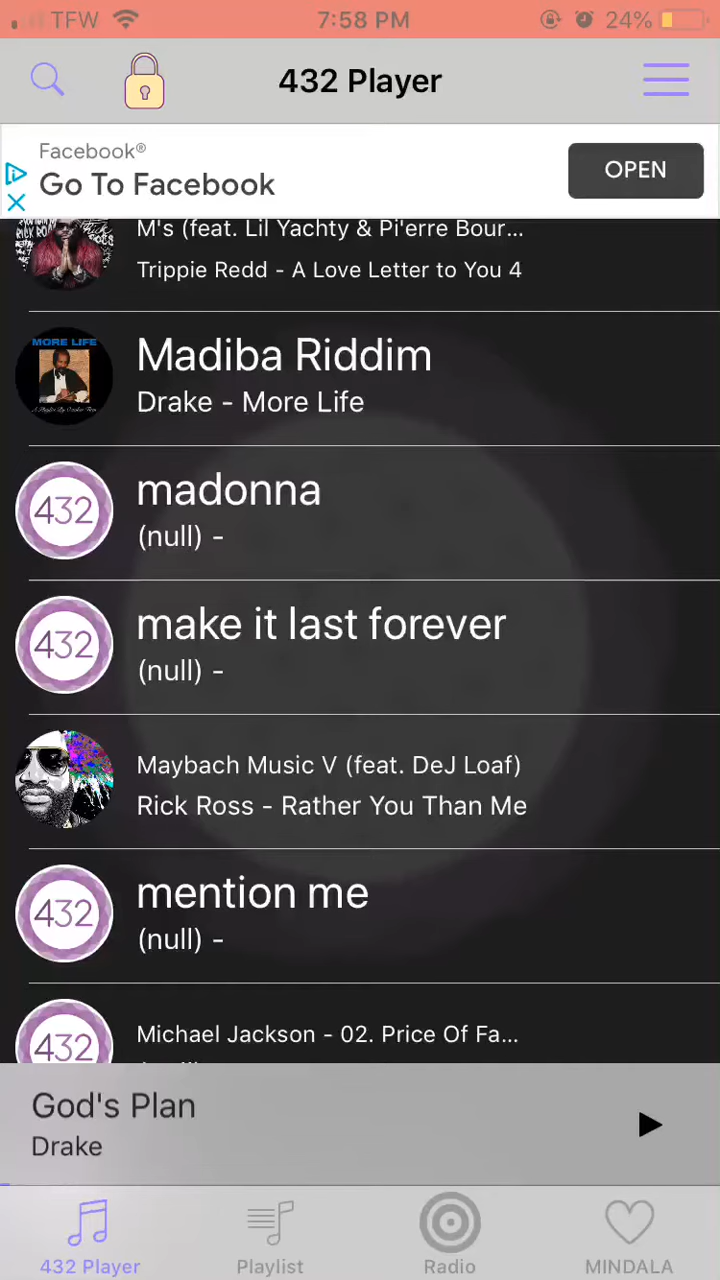 TFW 7:58 PM 24%
432 Player
Facebook®
Go To Facebook
OPEN
M's (feat. Lil Yachty & Pi'erre Bour...
Trippie Redd - A Love Letter to You 4
MORE LIFE
Madiba Riddim
Drake - More Life
432
madonna
(null) -
432
make it last forever
(null) -
Maybach Music V (feat. DeJ Loaf)
Rick Ross - Rather You Than Me
432
mention me
(null) -
432
Michael Jackson - 02. Price Of Fa...
God's Plan
Drake
432 Player
Playlist
Radio
MINDALA